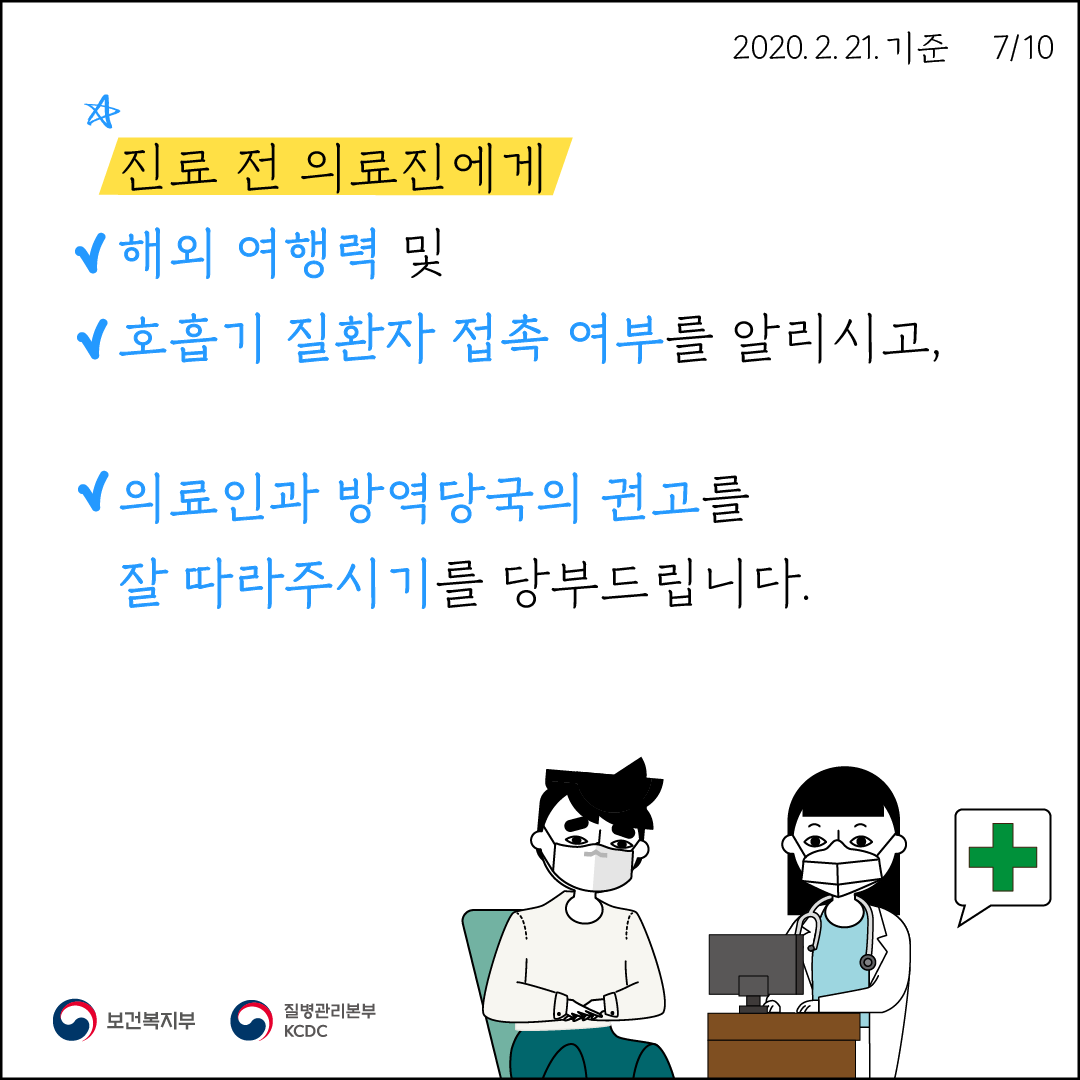 2020. 2. 21. 기준 7/10
진료 전 의료진에게
해외 여행력 및
호흡기 질환자 접촉 여부를 알리시고,
의료인과 방역당국의 권고를
잘 따라주시기를 당부드립니다.
보건복지부
질병관리본부
KCDC